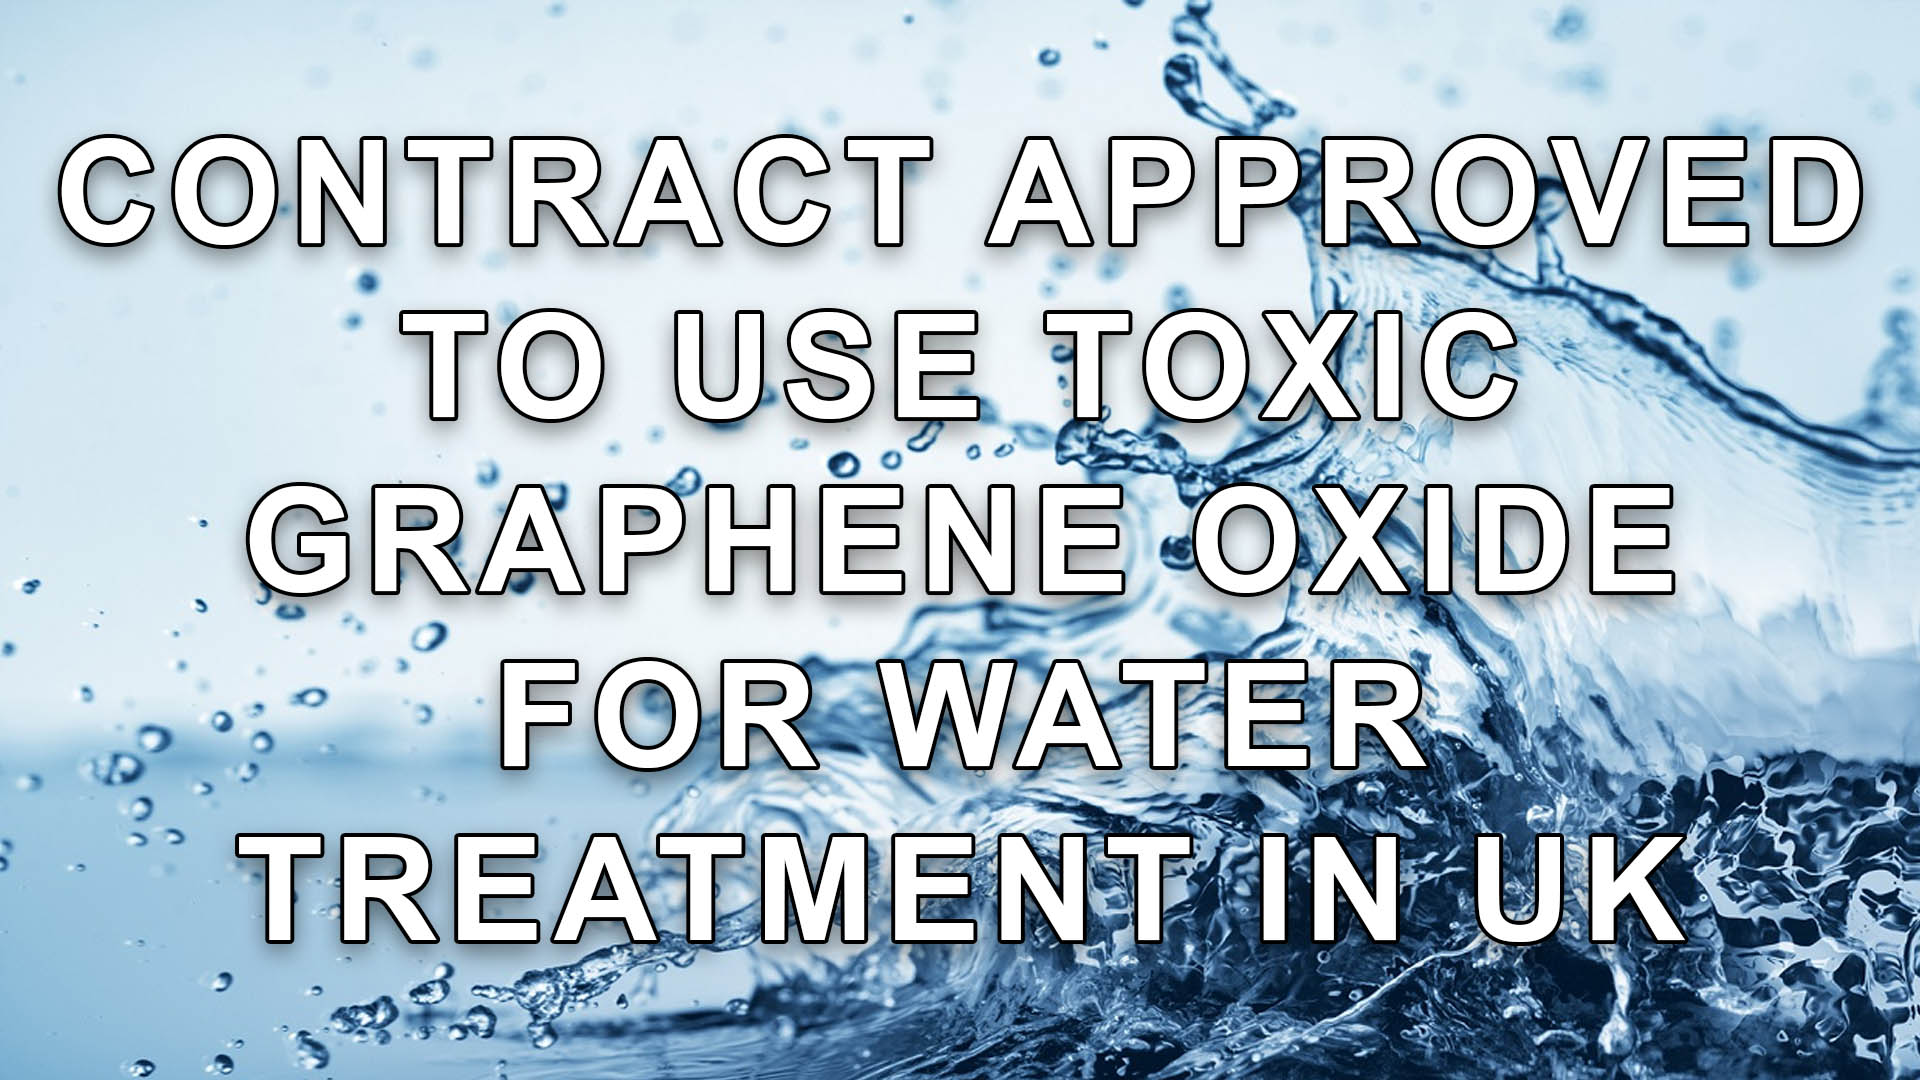 CONTRACT APPROVED
TO USE TOXIC
GRAPHENE OXIDE
FOR WATER
TREATMENT IN UK